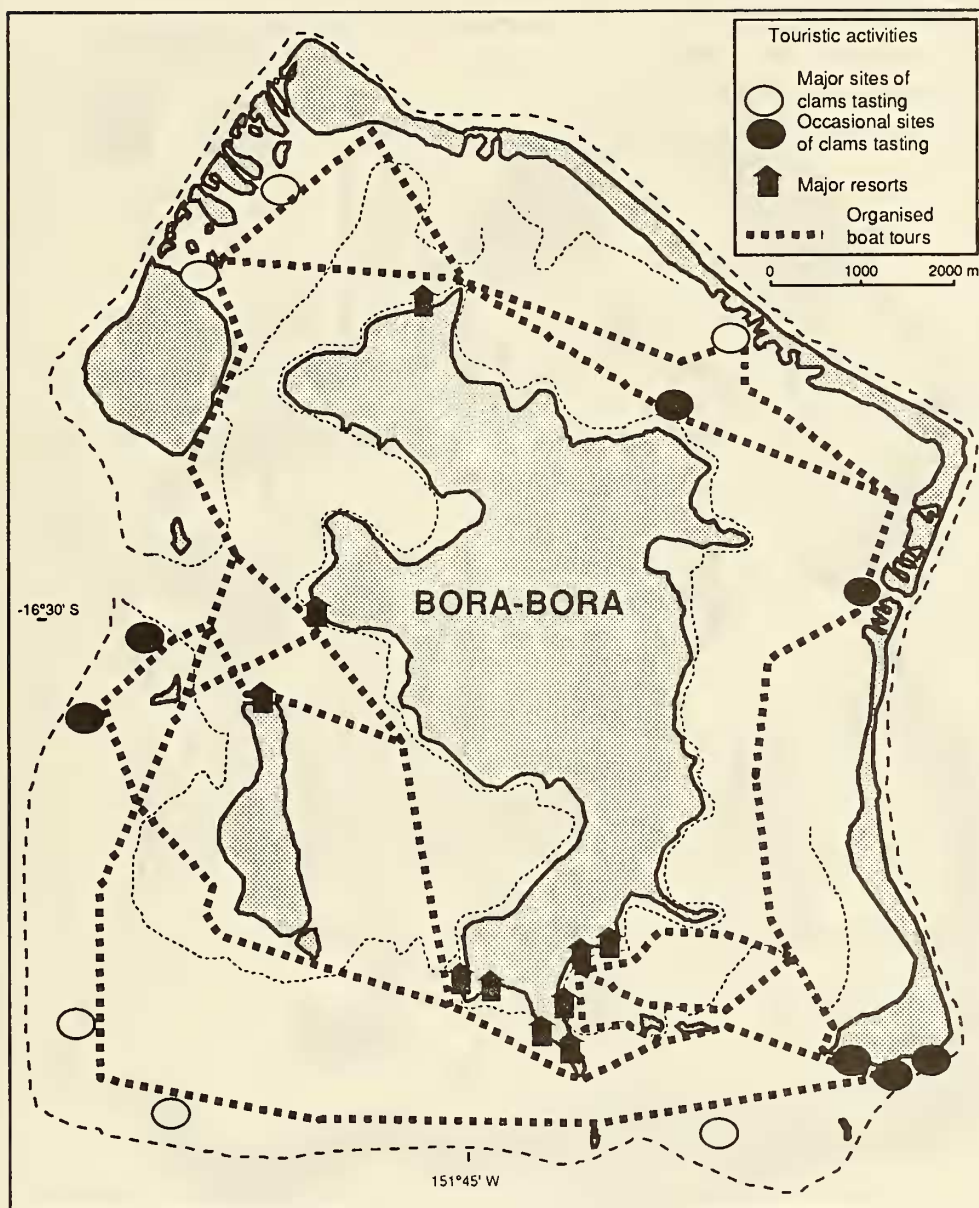 Touristic activities
Major sites of
clams tasting
Occasional sites
of clams tasting
Major resorts
Organised
boat tours
0 1000 2000 m
BORA-BORA
-16°30' S
151°45' W